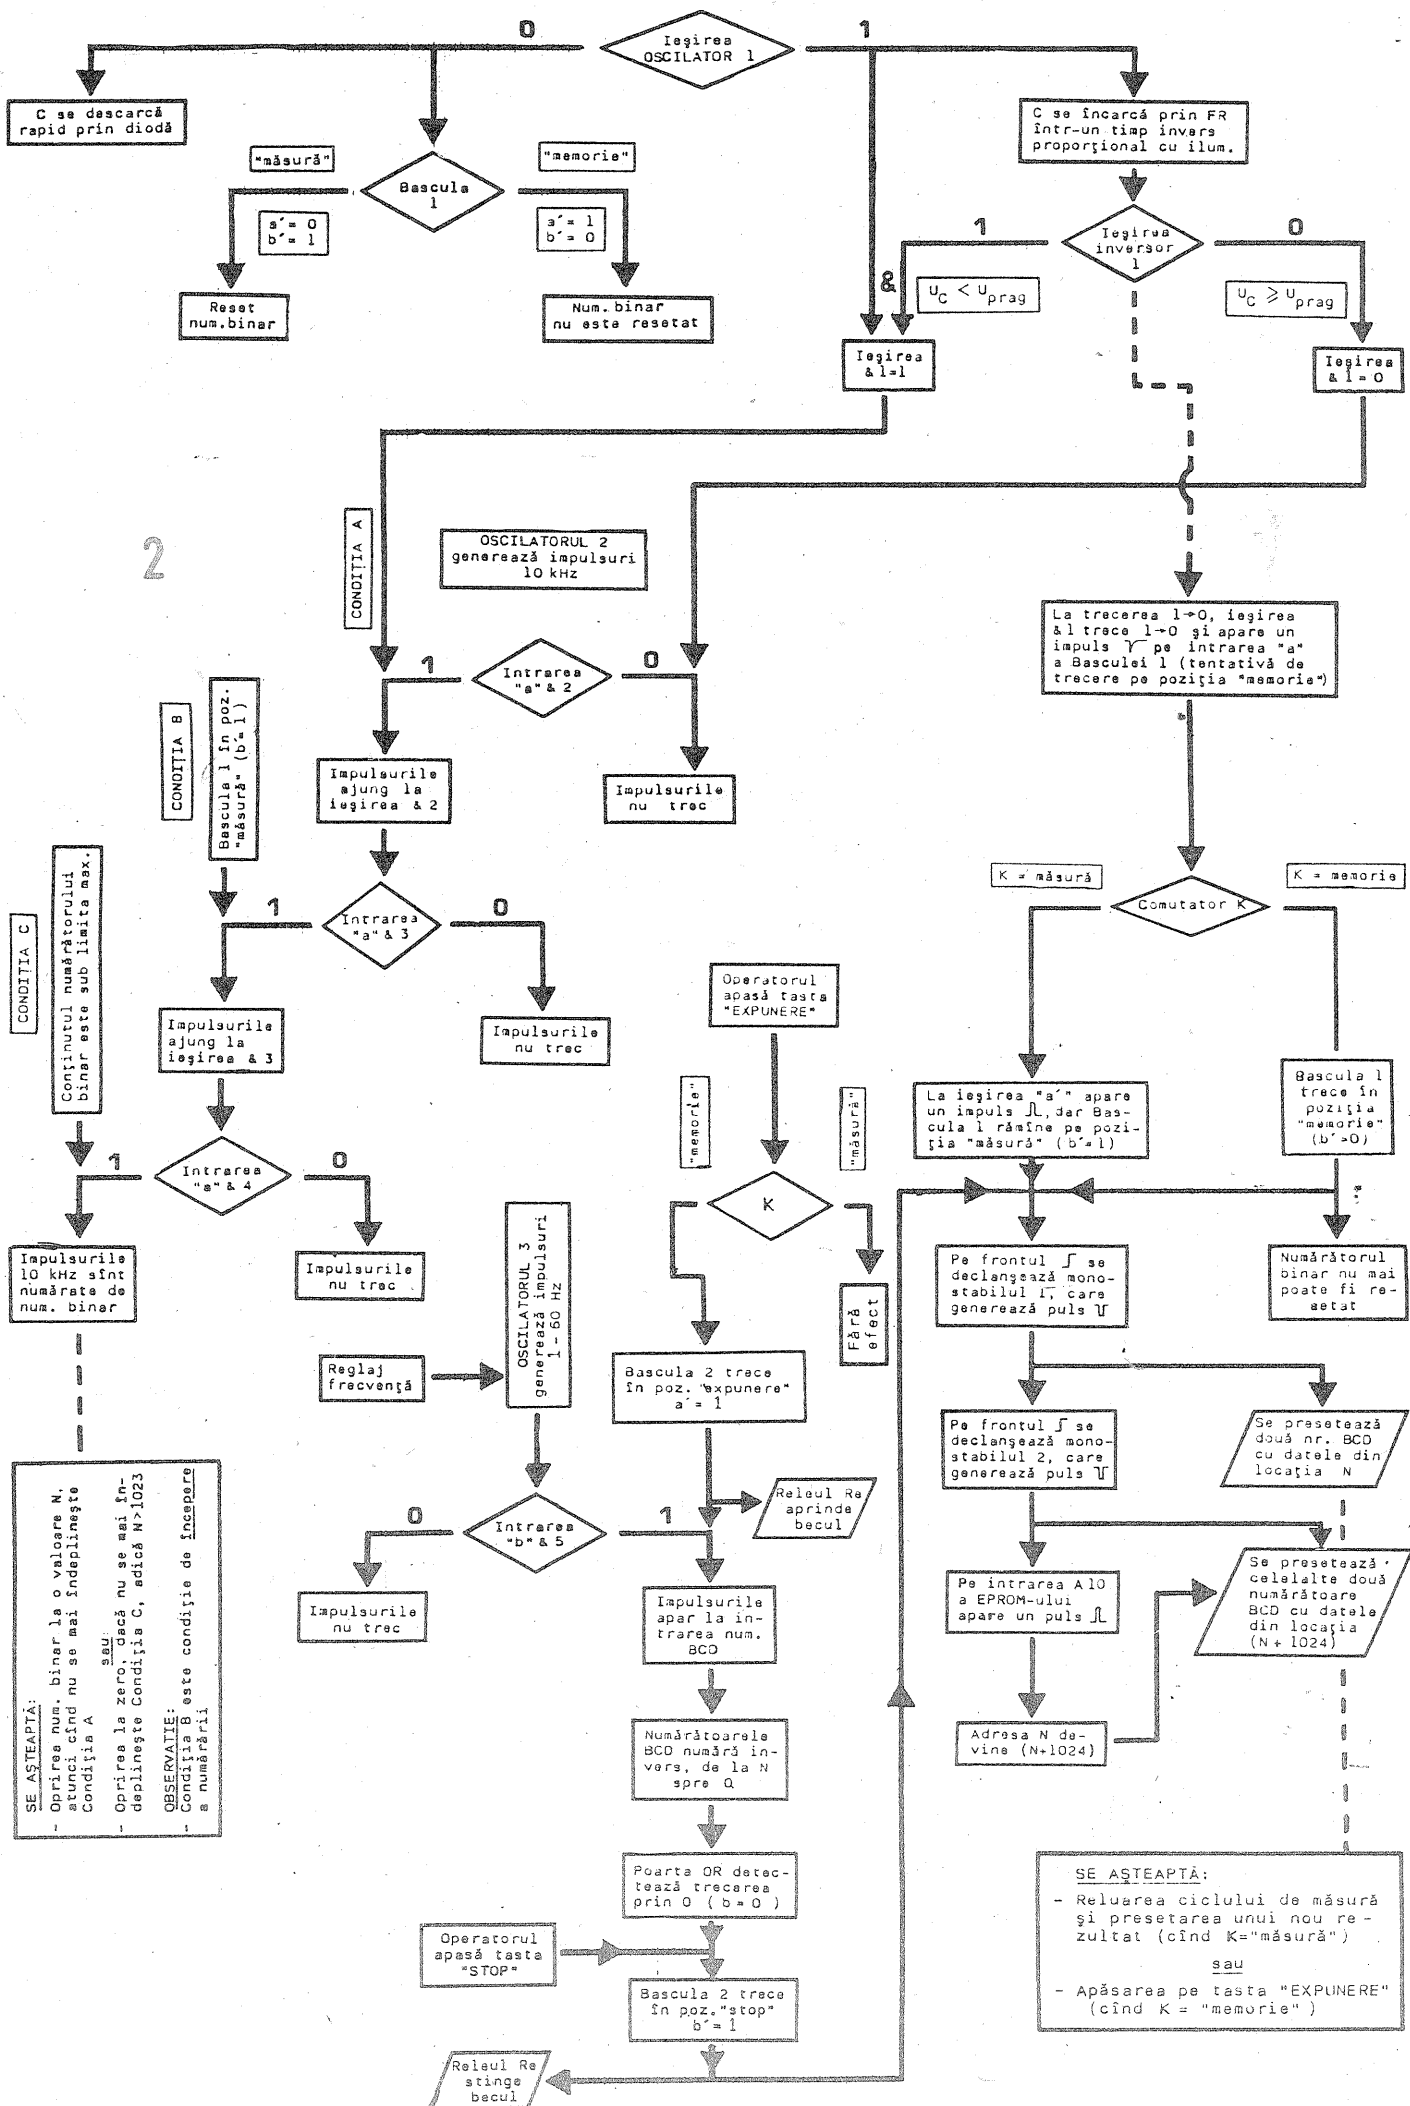 Ieşirea
OSCILATOR 1
0
1
C se descarcă
rapid prin diodă
C se încarcă prin FR
într-un timp invers
proporţional cu ilum.
"măsură"
"memorie"
Bascula
1
a´= 0
b´= 1
a´= 1
b´= 0
Reset
num.binar
Num. binar
nu este resetat
Ieşirea
inversor
1
1
0
&
U_C < U_prag
U_C ⩾ U_prag
Ieşirea
& 1=1
Ieşirea
& 1=0
2
CONDIŢIA A
OSCILATORUL 2
generează impulsuri
10 kHz
La trecerea 1→0, ieşirea
& 1 trece 1→0 şi apare un
impuls pe intrarea "a"
a Basculei 1 (tentativă de
trecere pe poziţia "memorie")
Intrarea
"a" & 2
1
0
CONDIŢIA B
Bascula 1 în poz.
"măsură" (b´= 1)
Impulsurile
ajung la
ieşirea & 2
Impulsurile
nu trec
K = măsură
K = memorie
Comutator K
CONDIŢIA C
Conţinutul numărătorului
binar este sub limita max.
Intrarea
"a" & 3
1
0
Impulsurile
ajung la
ieşirea & 3
Impulsurile
nu trec
Operatorul
apasă tasta
"EXPUNERE"
La ieşirea "a´" apare
un impuls ⎍, dar Bas-
cula 1 rămîne pe pozi-
ţia "măsură" (b´=1)
Bascula 1
trece în
poziţia
"memorie"
(b´=0)
"memorie"
"măsură"
Intrarea
"a" & 4
1
0
K
Impulsurile
10 kHz sînt
numărate de
num. binar
Impulsurile
nu trec
OSCILATORUL 3
generează impulsuri
1 - 60 Hz
Fără
efect
Pe frontul ʃ se
declanşează mono-
stabilul 1, care
generează puls
Numărătorul
binar nu mai
poate fi re-
setat
Reglaj
frecvenţă
Bascula 2 trece
în poz. "expunere"
a´= 1
Pe frontul ʃ se
declanşează mono-
stabilul 2, care
generează puls
Se presetează
două nr. BCD
cu datele din
locaţia N
Releul Re
aprinde
becul
SE AŞTEAPTĂ:
- Oprirea num. binar la o valoare N,
atunci cînd nu se mai îndeplineşte
Condiţia A
sau
- Oprirea la zero, dacă nu se mai în-
deplineşte Condiţia C, adică N>1023
OBSERVAŢIE:
- Condiţia B este condiţie de începere
a numărării
Intrarea
"b" & 5
0
1
Impulsurile
nu trec
Impulsurile
apar la in-
trarea num.
BCD
Pe intrarea A10
a EPROM-ului
apare un puls ⎍
Se presetează
celelalte două
numărătoare
BCD cu datele
din locaţia
(N + 1024)
Numărătoarele
BCD numără in-
vers, de la N
spre 0
Adresa N de-
vine (N+1024)
Poarta OR detec-
tează trecerea
prin 0 ( b=0 )
Operatorul
apasă tasta
"STOP"
Bascula 2 trece
în poz."stop"
b´= 1
Releul Re
stinge
becul
SE AŞTEAPTĂ:
- Reluarea ciclului de măsură
şi presetarea unui nou re-
zultat (cînd K="măsură")
sau
- Apăsarea pe tasta "EXPUNERE"
(cînd K = "memorie" )